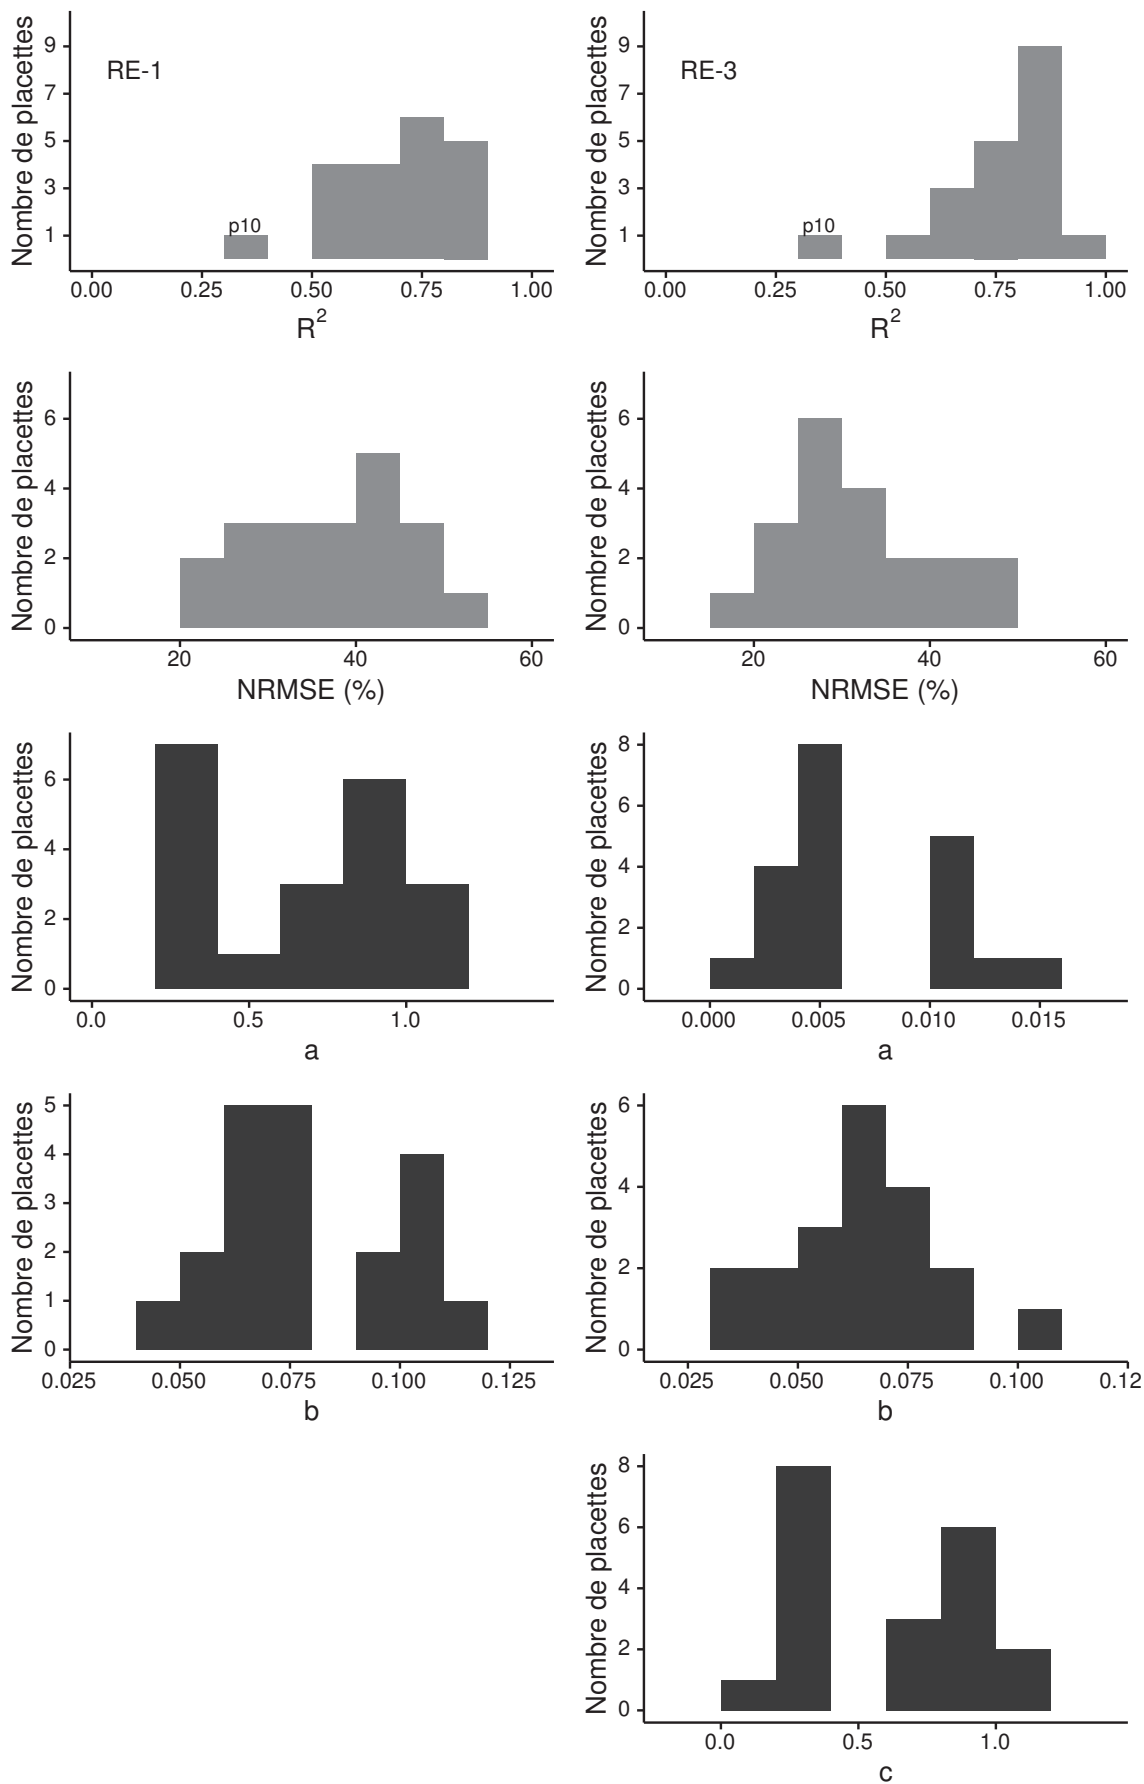 Nombre de placettes
9
7
5
3
1
RE-1
p10
0.00 0.25 0.50 0.75 1.00
R²
Nombre de placettes
9
7
5
3
1
RE-3
p10
0.00 0.25 0.50 0.75 1.00
R²
Nombre de placettes
6
4
2
0
20 40 60
NRMSE (%)
Nombre de placettes
6
4
2
0
20 40 60
NRMSE (%)
Nombre de placettes
6
4
2
0
0.0 0.5 1.0
a
Nombre de placettes
8
6
4
2
0
0.000 0.005 0.010 0.015
a
Nombre de placettes
5
4
3
2
1
0
0.025 0.050 0.075 0.100 0.125
b
Nombre de placettes
6
4
2
0
0.025 0.050 0.075 0.100 0.12
b
Nombre de placettes
8
6
4
2
0
0.0 0.5 1.0
c